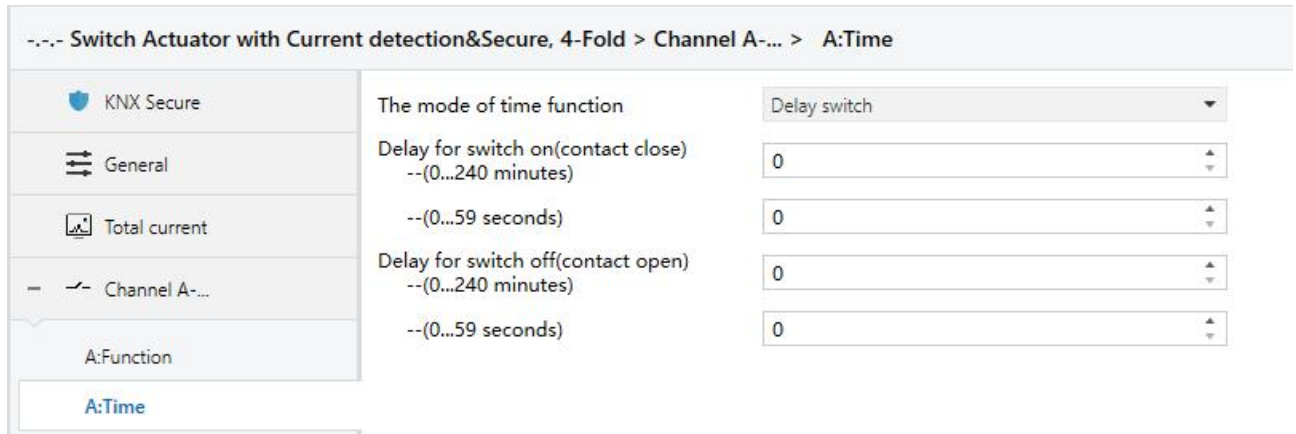 -.-.- Switch Actuator with Current detection&Secure, 4-Fold > Channel A-... > A:Time
KNX Secure
General
Total current
Channel A-...
A:Function
A:Time
The mode of time function
Delay switch
Delay for switch on(contact close)
--(0...240 minutes)
0
--(0...59 seconds)
0
Delay for switch off(contact open)
--(0...240 minutes)
0
--(0...59 seconds)
0